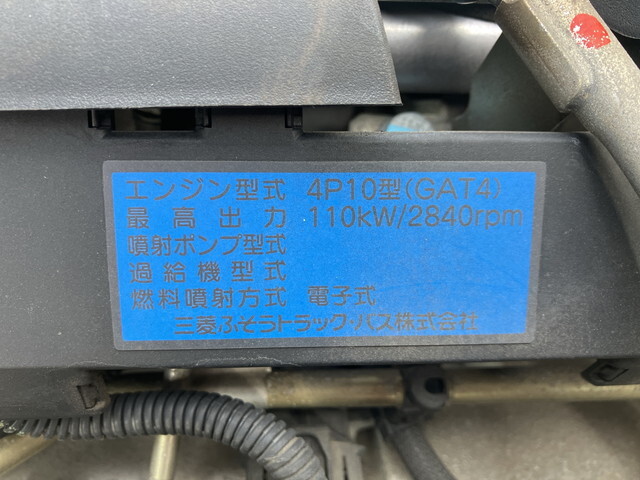 エンジン型式 4P10型(GAT4)
最高出力 110kW/2840rpm
噴射ポンプ型式
過給機型式
燃料噴射方式 電子式
三菱ふそうトラック・バス株式会社